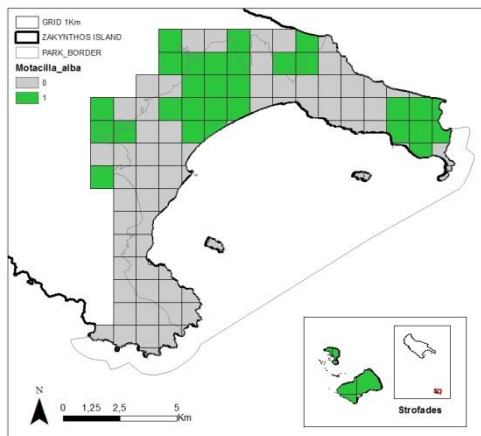 GRID 1Km
ZAKYNTHOS ISLAND
PARK_BORDER
Motacilla_alba
0
1
N
0 1,25 2,5 5
Km
Strofades